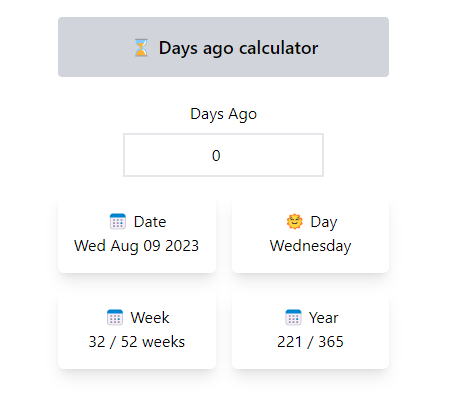 ⏳ Days ago calculator
Days Ago
0
📅 Date
Wed Aug 09 2023
🌞 Day
Wednesday
📅 Week
32 / 52 weeks
📅 Year
221 / 365